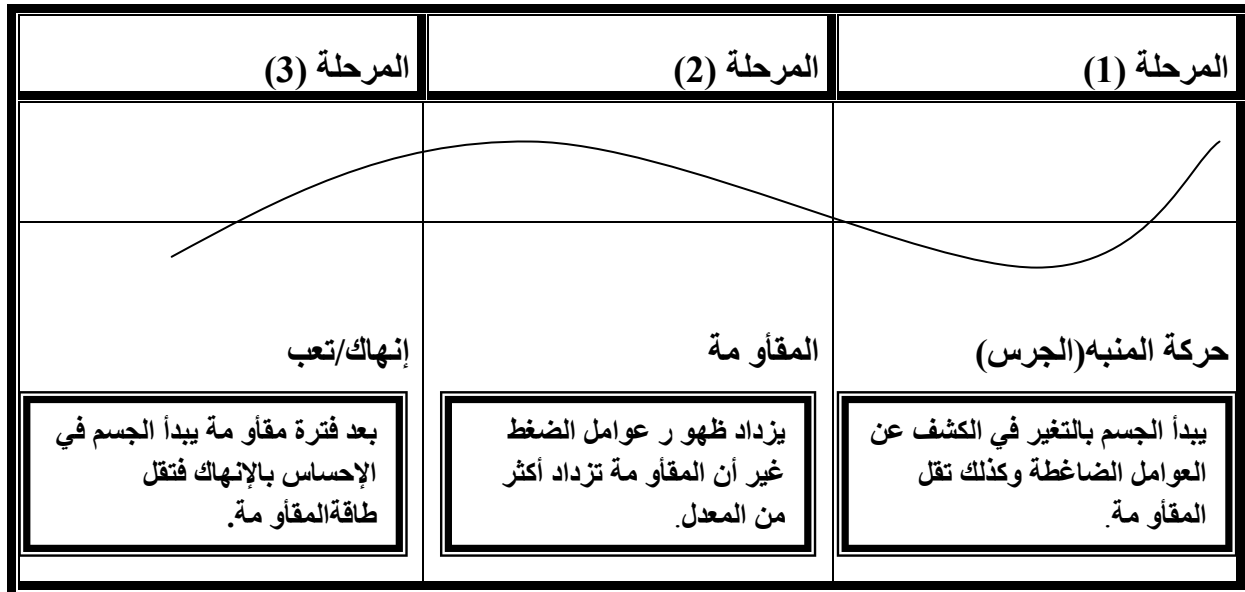 المرحلة (1)
المرحلة (2)
المرحلة (3)
حركة المنبه(الجرس)
المقأو مة
إنهاك/تعب
يبدأ الجسم بالتغير في الكشف عن
العوامل الضاغطة وكذلك تقل
المقأو مة.
يزداد ظهو ر عوامل الضغط
غير أن المقأو مة تزداد أكثر
من المعدل.
بعد فترة مقأو مة يبدأ الجسم في
الإحساس بالإنهاك فتقل
طاقةالمقأو مة.